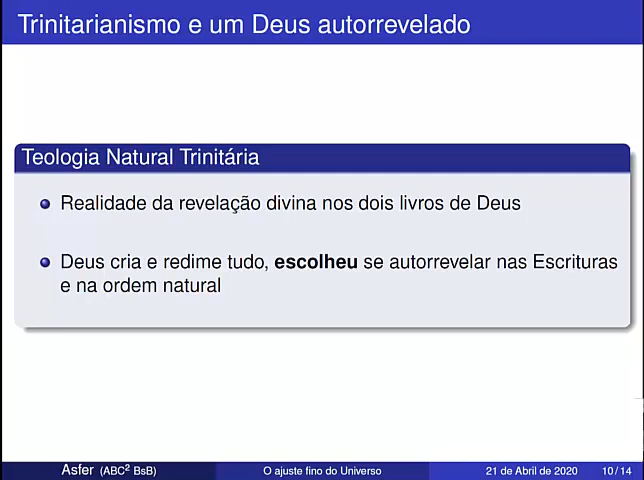 Trinitarianismo e um Deus autorrevelado
Teologia Natural Trinitária
Realidade da revelação divina nos dois livros de Deus
Deus cria e redime tudo, escolheu se autorrevelar nas Escrituras
e na ordem natural
Asfer (ABC² BsB) O ajuste fino do Universo 21 de Abril de 2020 10 / 14